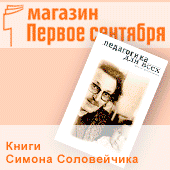 магазин
Первое сентября
педагогика
для всех
Книги
Симона Соловейчика